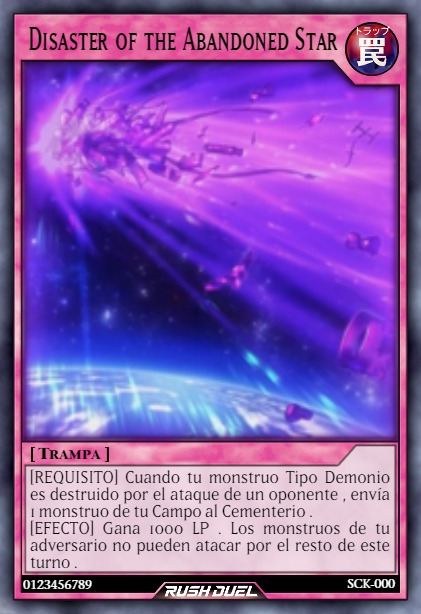 Disaster of the Abandoned Star
トラップ
罠
[ Trampa ]
[REQUISITO] Cuando tu monstruo Tipo Demonio
es destruido por el ataque de un oponente , envía
1 monstruo de tu Campo al Cementerio .
[EFECTO] Gana 1000 LP . Los monstruos de tu
adversario no pueden atacar por el resto de este
turno .
0123456789
RUSH DUEL
SCK-000